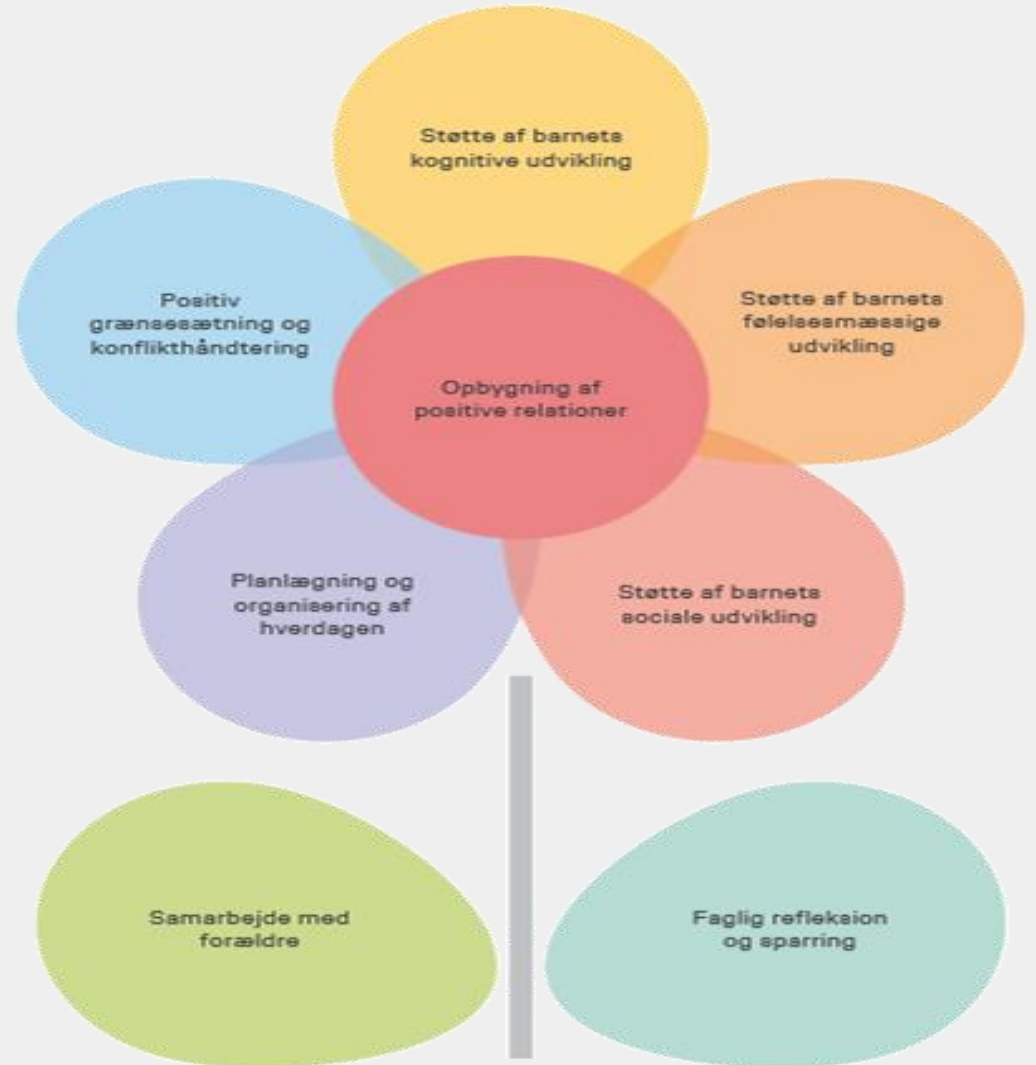 Støtte af barnets
kognitive udvikling
Positiv
grænsesætning og
konflikthåndtering
Støtte af barnets
følelsesmæssige
udvikling
Opbygning af
positive relationer
Planlægning og
organisering af
hverdagen
Støtte af barnets
sociale udvikling
Samarbejde med
forældre
Faglig refleksion
og sparring